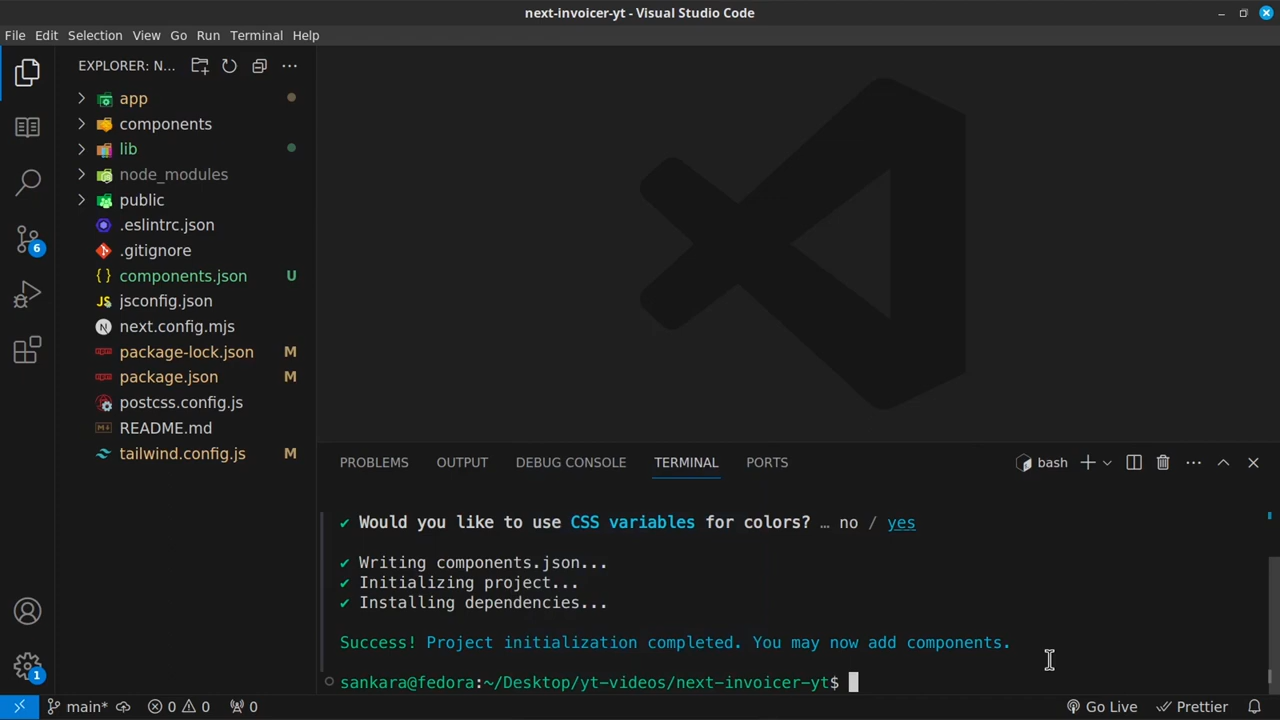 next-invoicer-yt - Visual Studio Code
File Edit Selection View Go Run Terminal Help
EXPLORER: N...
app
components
lib
node_modules
public
.eslintrc.json
.gitignore
components.json U
jsconfig.json
next.config.mjs
package-lock.json M
package.json M
postcss.config.js
README.md
tailwind.config.js M
6
1
PROBLEMS OUTPUT DEBUG CONSOLE TERMINAL PORTS
bash
✔ Would you like to use CSS variables for colors? … no / yes
✔ Writing components.json...
✔ Initializing project...
✔ Installing dependencies...
Success! Project initialization completed. You may now add components.
sankara@fedora:~/Desktop/yt-videos/next-invoicer-yt$
main* 0 0 0 Go Live Prettier